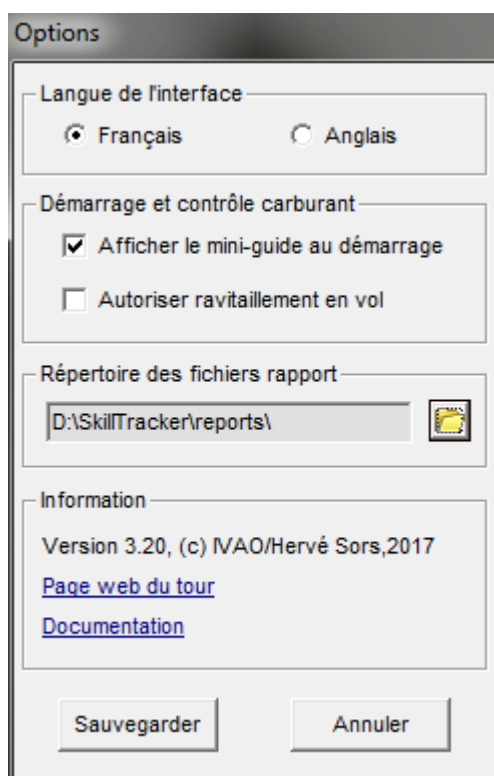 Options
Langue de l'interface
Français Anglais
Démarrage et contrôle carburant
Afficher le mini-guide au démarrage
Autoriser ravitaillement en vol
Répertoire des fichiers rapport
D:\SkillTracker\reports\
Information
Version 3.20, (c) IVAO/Hervé Sors,2017
Page web du tour
Documentation
Sauvegarder Annuler